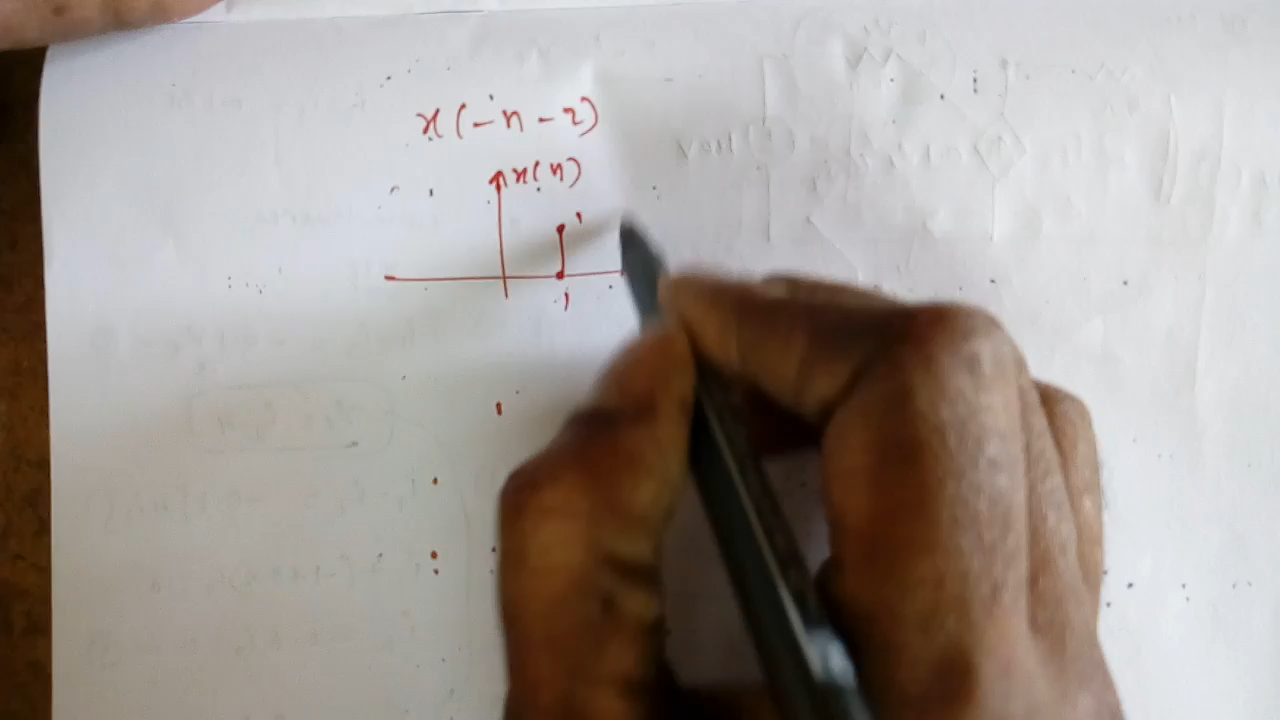 x(-n-2)
x(n)
1
1